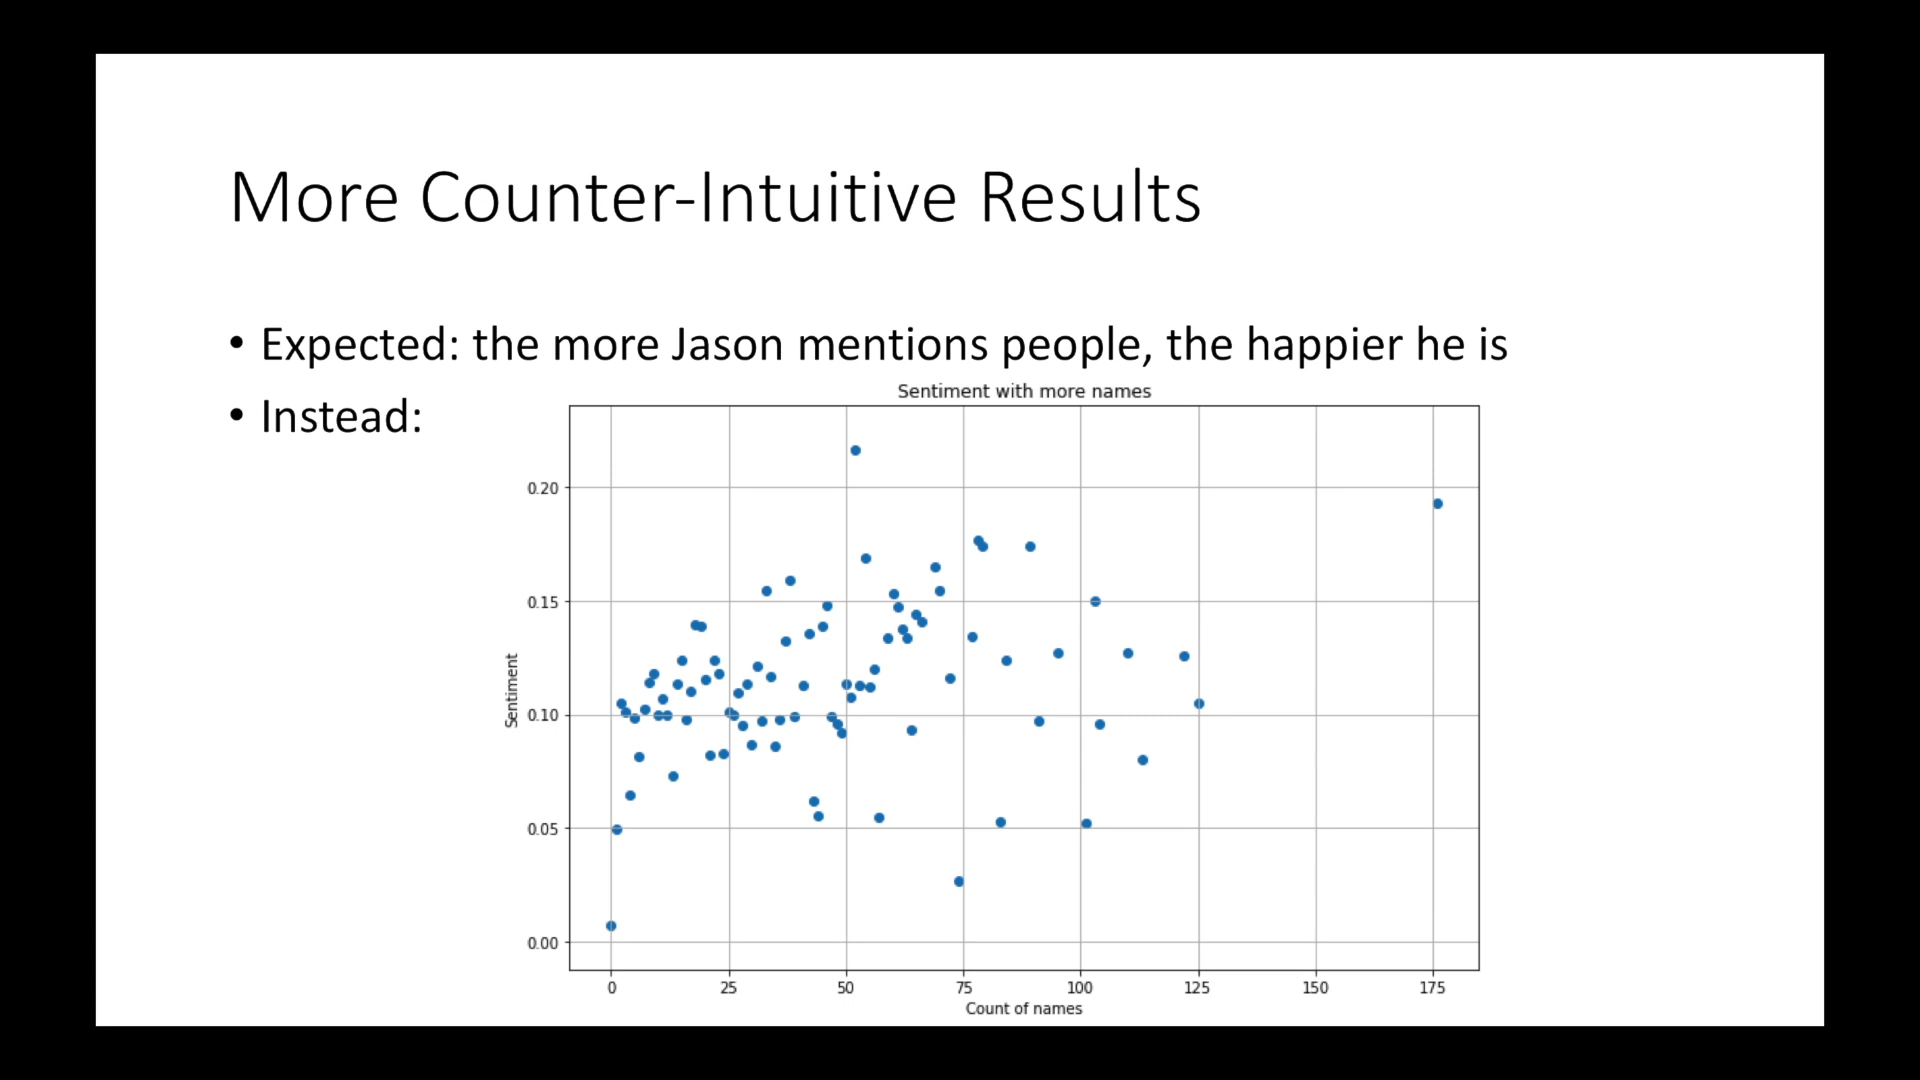 More Counter-Intuitive Results
• Expected: the more Jason mentions people, the happier he is
• Instead:
Sentiment with more names
0.20
0.15
0.10
0.05
0.00
Sentiment
0 25 50 75 100 125 150 175
Count of names